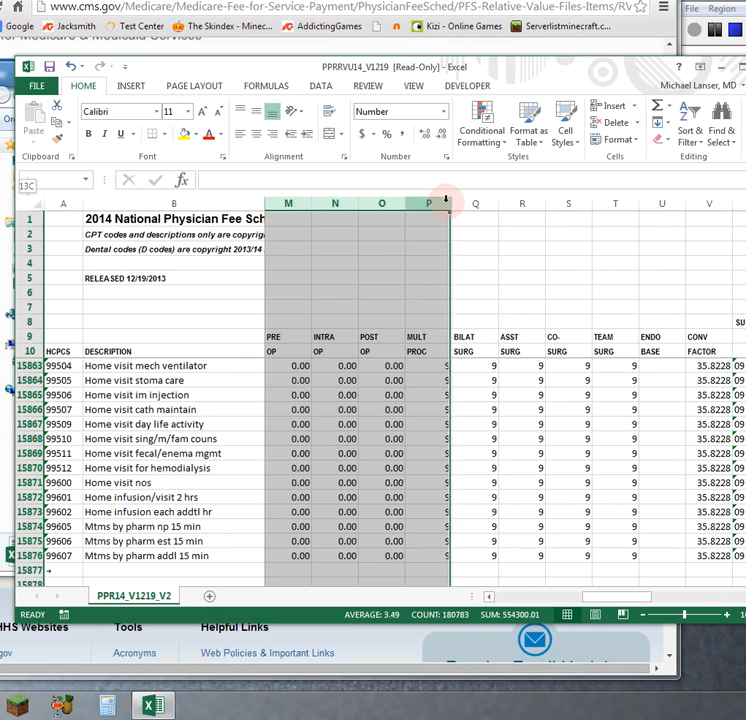 www.cms.gov/Medicare/Medicare-Fee-for-Service-Payment/PhysicianFeeSched/PFS-Relative-Value-Files-Items/RV
File Region
Google Jacksmith Test Center The Skindex - Minec... AddictingGames Kizi - Online Games Serverlistminecraft.c...
PPRRVU14_V1219 [Read-Only] - Excel
FILE HOME INSERT PAGE LAYOUT FORMULAS DATA REVIEW VIEW DEVELOPER Michael Lanser, MD
Paste Calibri 11 Number Conditional Formatting Format as Table Cell Styles Insert Delete Format Sort & Filter Find & Select
Clipboard Font Alignment Number Styles Cells Editing
13C
A B M N O P Q R S T U V
1 2014 National Physician Fee Sch
2 CPT codes and descriptions only are copyrig
3 Dental codes (D codes) are copyright 2013/14
4
5 RELEASED 12/19/2013
6
7
8 SU
9 PRE INTRA POST MULT BILAT ASST CO- TEAM ENDO CONV
10 HCPCS DESCRIPTION OP OP OP PROC SURG SURG SURG SURG BASE FACTOR
15863 99504 Home visit mech ventilator 0.00 0.00 0.00 9 9 9 9 9 35.8228 09
15864 99505 Home visit stoma care 0.00 0.00 0.00 9 9 9 9 9 35.8228 09
15865 99506 Home visit im injection 0.00 0.00 0.00 9 9 9 9 9 35.8228 09
15866 99507 Home visit cath maintain 0.00 0.00 0.00 9 9 9 9 9 35.8228 09
15867 99509 Home visit day life activity 0.00 0.00 0.00 9 9 9 9 9 35.8228 09
15868 99510 Home visit sing/m/fam couns 0.00 0.00 0.00 9 9 9 9 9 35.8228 09
15869 99511 Home visit fecal/enema mgmt 0.00 0.00 0.00 9 9 9 9 9 35.8228 09
15870 99512 Home visit for hemodialysis 0.00 0.00 0.00 9 9 9 9 9 35.8228 09
15871 99600 Home visit nos 0.00 0.00 0.00 9 9 9 9 9 35.8228 09
15872 99601 Home infusion/visit 2 hrs 0.00 0.00 0.00 9 9 9 9 9 35.8228 09
15873 99602 Home infusion each addtl hr 0.00 0.00 0.00 9 9 9 9 9 35.8228 09
15874 99605 Mtms by pharm np 15 min 0.00 0.00 0.00 9 9 9 9 9 35.8228 09
15875 99606 Mtms by pharm est 15 min 0.00 0.00 0.00 9 9 9 9 9 35.8228 09
15876 99607 Mtms by pharm addl 15 min 0.00 0.00 0.00 9 9 9 9 9 35.8228 09
15877
15878
PPR14_V1219_V2
READY AVERAGE: 3.49 COUNT: 180783 SUM: 554300.01
HHS Websites Tools Helpful Links
gov Acronyms Web Policies & Important Links